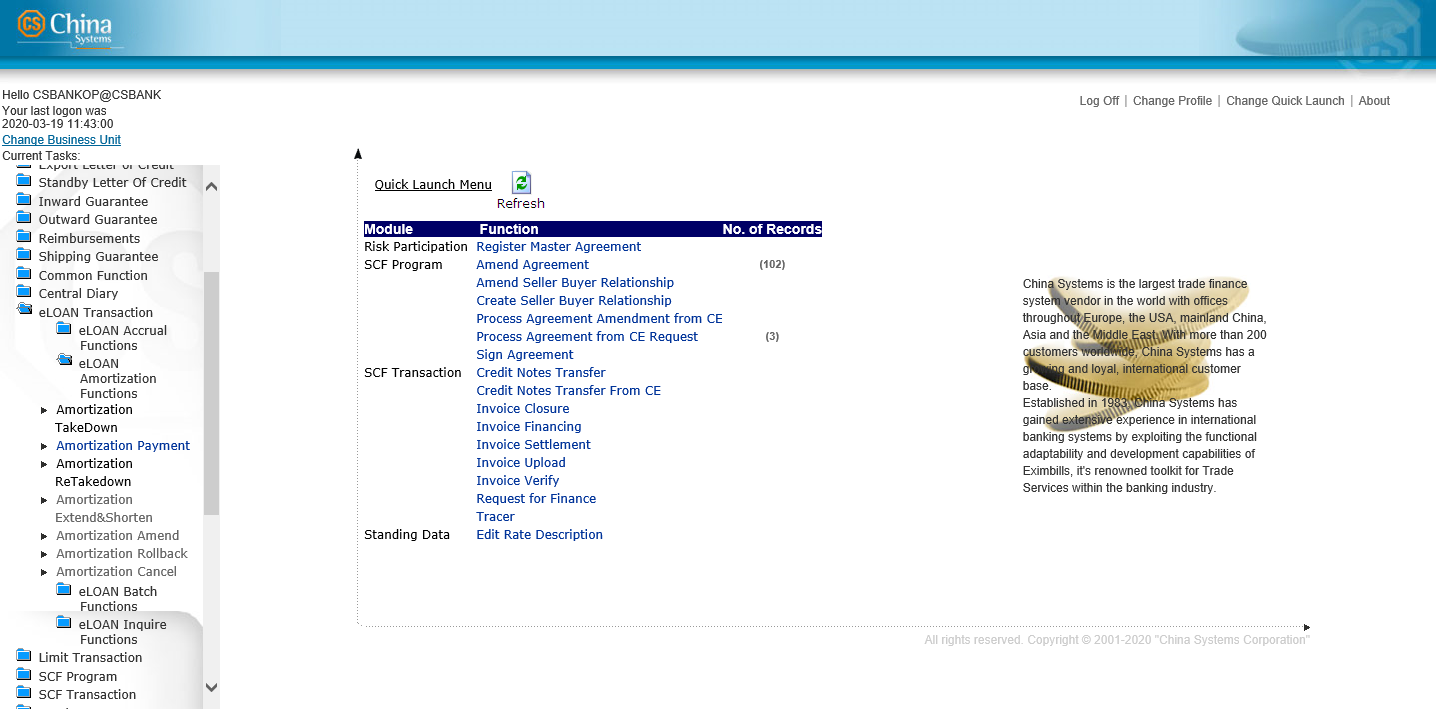 CS China
Systems
Hello CSBANKOP@CSBANK
Your last logon was
2020-03-19 11:43:00
Change Business Unit
Current Tasks:
Log Off | Change Profile | Change Quick Launch | About
Export Letter of Credit
Standby Letter Of Credit
Inward Guarantee
Outward Guarantee
Reimbursements
Shipping Guarantee
Common Function
Central Diary
eLOAN Transaction
eLOAN Accrual
Functions
eLOAN
Amortization
Functions
Amortization
TakeDown
Amortization Payment
Amortization
ReTakedown
Amortization
Extend&Shorten
Amortization Amend
Amortization Rollback
Amortization Cancel
eLOAN Batch
Functions
eLOAN Inquire
Functions
Limit Transaction
SCF Program
SCF Transaction
Quick Launch Menu
Refresh
Module Function No. of Records
Risk Participation Register Master Agreement
SCF Program Amend Agreement (102)
Amend Seller Buyer Relationship
Create Seller Buyer Relationship
Process Agreement Amendment from CE
Process Agreement from CE Request (3)
Sign Agreement
SCF Transaction Credit Notes Transfer
Credit Notes Transfer From CE
Invoice Closure
Invoice Financing
Invoice Settlement
Invoice Upload
Invoice Verify
Request for Finance
Tracer
Standing Data Edit Rate Description
China Systems is the largest trade finance
system vendor in the world with offices
throughout Europe, the USA, mainland China,
Asia and the Middle East. With more than 200
customers worldwide, China Systems has a
growing and loyal, international customer
base.
Established in 1983, China Systems has
gained extensive experience in international
banking systems by exploiting the functional
adaptability and development capabilities of
Eximbills, it's renowned toolkit for Trade
Services within the banking industry.
All rights reserved. Copyright © 2001-2020 "China Systems Corporation"